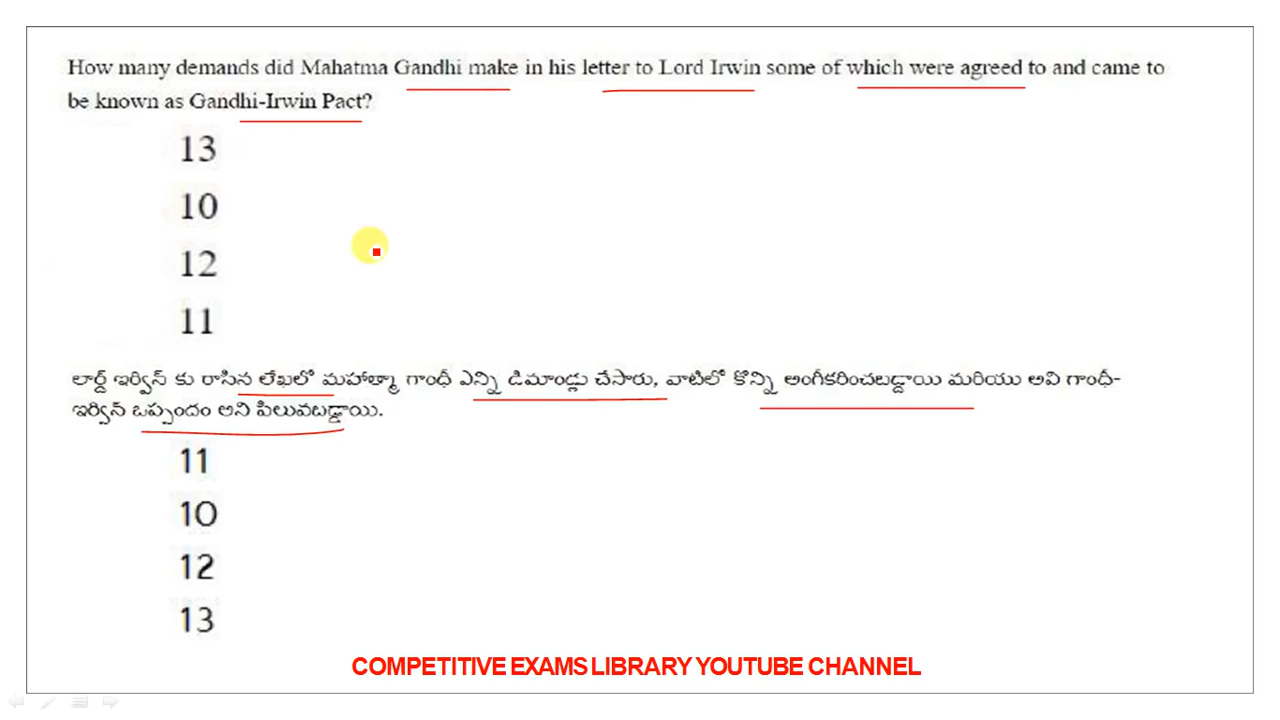 How many demands did Mahatma Gandhi make in his letter to Lord Irwin some of which were agreed to and came to
be known as Gandhi-Irwin Pact?
13
10
12
11
లార్డ్ ఇర్విన్ కు రాసిన లేఖలో మహాత్మా గాంధీ ఎన్ని డిమాండ్లు చేసారు, వాటిలో కొన్ని అంగీకరించబడ్డాయి మరియు అవి గాంధీ-
ఇర్విన్ ఒప్పందం అని పిలువబడ్డాయి.
11
10
12
13
COMPETITIVE EXAMS LIBRARY YOUTUBE CHANNEL